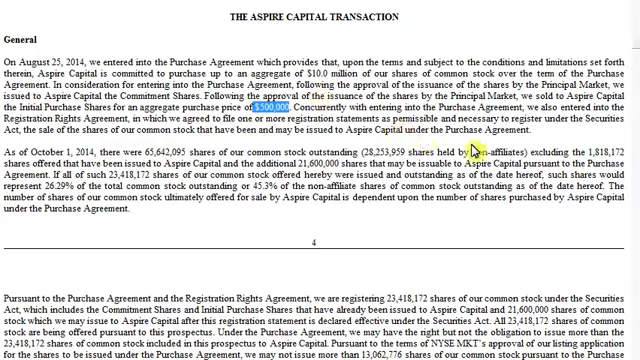 THE ASPIRE CAPITAL TRANSACTION
General
On August 25, 2014, we entered into the Purchase Agreement which provides that, upon the terms and subject to the conditions and limitations set forth
therein, Aspire Capital is committed to purchase up to an aggregate of $10.0 million of our shares of common stock over the term of the Purchase
Agreement. In consideration for entering into the Purchase Agreement, following the approval of the issuance of the shares by the Principal Market, we
issued to Aspire Capital the Commitment Shares. Following the approval of the issuance of the shares by the Principal Market, we sold to Aspire Capital
the Initial Purchase Shares for an aggregate purchase price of $500,000. Concurrently with entering into the Purchase Agreement, we also entered into the
Registration Rights Agreement, in which we agreed to file one or more registration statements as permissible and necessary to register under the Securities
Act, the sale of the shares of our common stock that have been and may be issued to Aspire Capital under the Purchase Agreement.
As of October 1, 2014, there were 65,642,095 shares of our common stock outstanding (28,253,959 shares held by non-affiliates) excluding the 1,818,172
shares offered that have been issued to Aspire Capital and the additional 21,600,000 shares that may be issuable to Aspire Capital pursuant to the Purchase
Agreement. If all of such 23,418,172 shares of our common stock offered hereby were issued and outstanding as of the date hereof, such shares would
represent 26.29% of the total common stock outstanding or 45.3% of the non-affiliate shares of common stock outstanding as of the date hereof. The
number of shares of our common stock ultimately offered for sale by Aspire Capital is dependent upon the number of shares purchased by Aspire Capital
under the Purchase Agreement.
4
Pursuant to the Purchase Agreement and the Registration Rights Agreement, we are registering 23,418,172 shares of our common stock under the Securities
Act, which includes the Commitment Shares and Initial Purchase Shares that have already been issued to Aspire Capital and 21,600,000 shares of common
stock which we may issue to Aspire Capital after this registration statement is declared effective under the Securities Act. All 23,418,172 shares of common
stock are being offered pursuant to this prospectus. Under the Purchase Agreement, we may have the right but not the obligation to issue more than the
23,418,172 shares of common stock included in this prospectus to Aspire Capital. Pursuant to the terms of NYSE MKT's approval of our listing application
for the shares to be issued under the Purchase Agreement, we may not issue more than 13,062,776 shares of our common stock pursuant to the Purchase